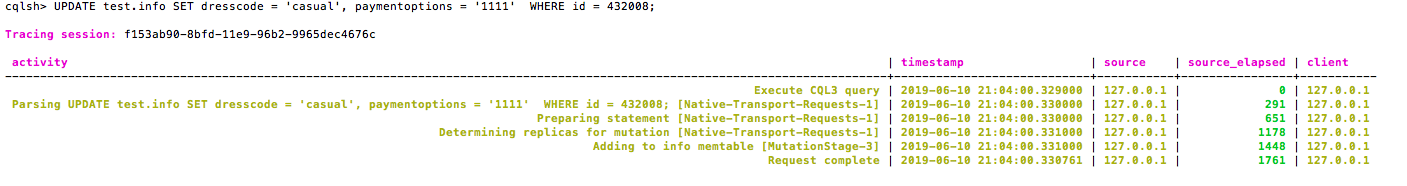 cqlsh> UPDATE test.info SET dresscode = 'casual', paymentoptions = '1111'  WHERE id = 432008;
Tracing session: f153ab90-8bfd-11e9-96b2-9965dec4676c
activity | timestamp | source | source_elapsed | client
Execute CQL3 query | 2019-06-10 21:04:00.329000 | 127.0.0.1 | 0 | 127.0.0.1
Parsing UPDATE test.info SET dresscode = 'casual', paymentoptions = '1111'  WHERE id = 432008; [Native-Transport-Requests-1] | 2019-06-10 21:04:00.330000 | 127.0.0.1 | 291 | 127.0.0.1
Preparing statement [Native-Transport-Requests-1] | 2019-06-10 21:04:00.330000 | 127.0.0.1 | 651 | 127.0.0.1
Determining replicas for mutation [Native-Transport-Requests-1] | 2019-06-10 21:04:00.331000 | 127.0.0.1 | 1178 | 127.0.0.1
Adding to info memtable [MutationStage-3] | 2019-06-10 21:04:00.331000 | 127.0.0.1 | 1448 | 127.0.0.1
Request complete | 2019-06-10 21:04:00.330761 | 127.0.0.1 | 1761 | 127.0.0.1